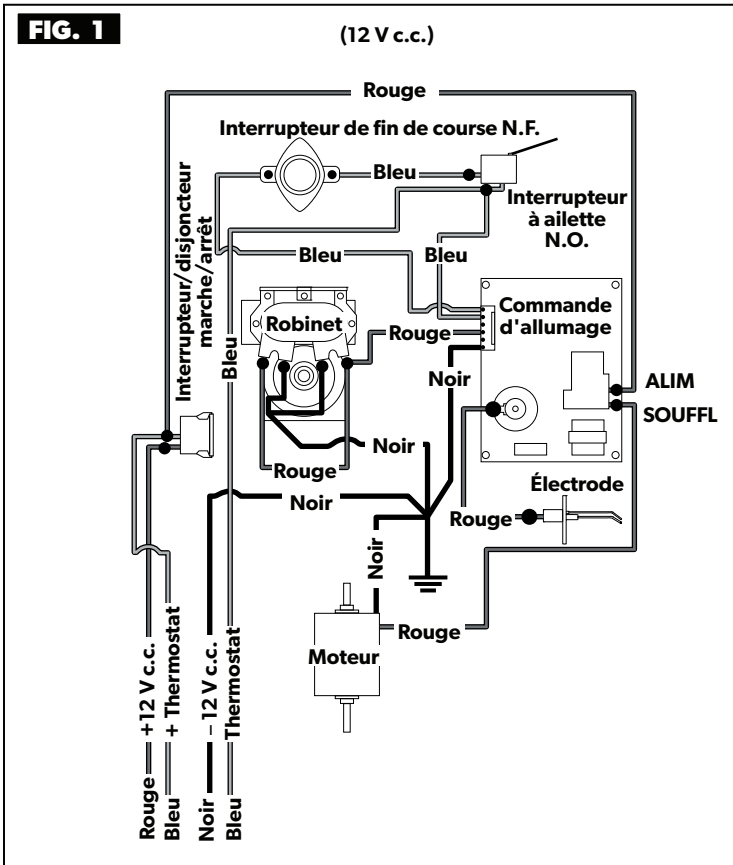 FIG. 1
(12 V c.c.)
Rouge
Interrupteur de fin de course N.F.
Bleu
Interrupteur
à ailette
N.O.
Interrupteur/disjoncteur
marche/arrêt
Bleu
Bleu
Bleu
Robinet
Rouge
Commande
d'allumage
Noir
ALIM
SOUFFL
Noir
Rouge
Noir
Électrode
Rouge
Noir
Rouge
Moteur
Rouge +12 V c.c.
Bleu + Thermostat
Noir – 12 V c.c.
Bleu Thermostat